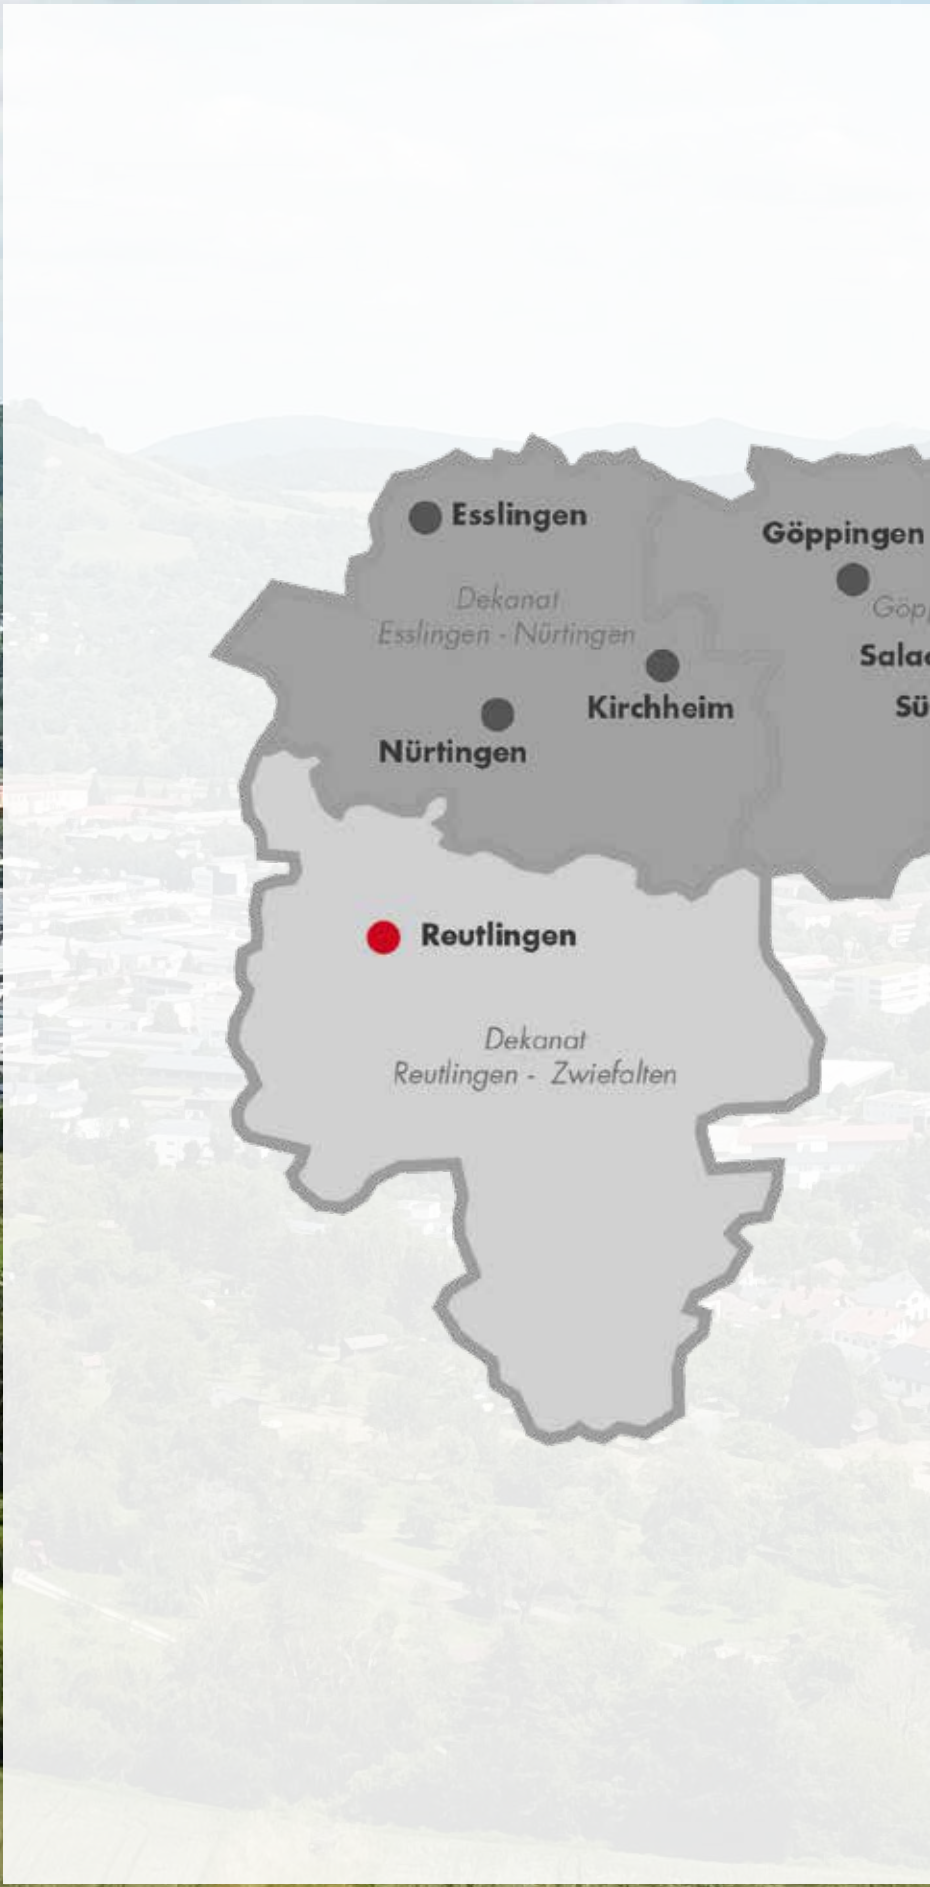 Esslingen
Göppingen
Dekanat
Esslingen - Nürtingen
Kirchheim
Nürtingen
Reutlingen
Dekanat
Reutlingen - Zwiefalten